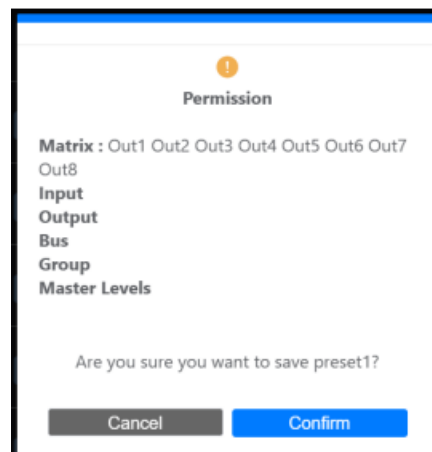 Permission
Matrix : Out1 Out2 Out3 Out4 Out5 Out6 Out7
Out8
Input
Output
Bus
Group
Master Levels
Are you sure you want to save preset1?
Cancel Confirm